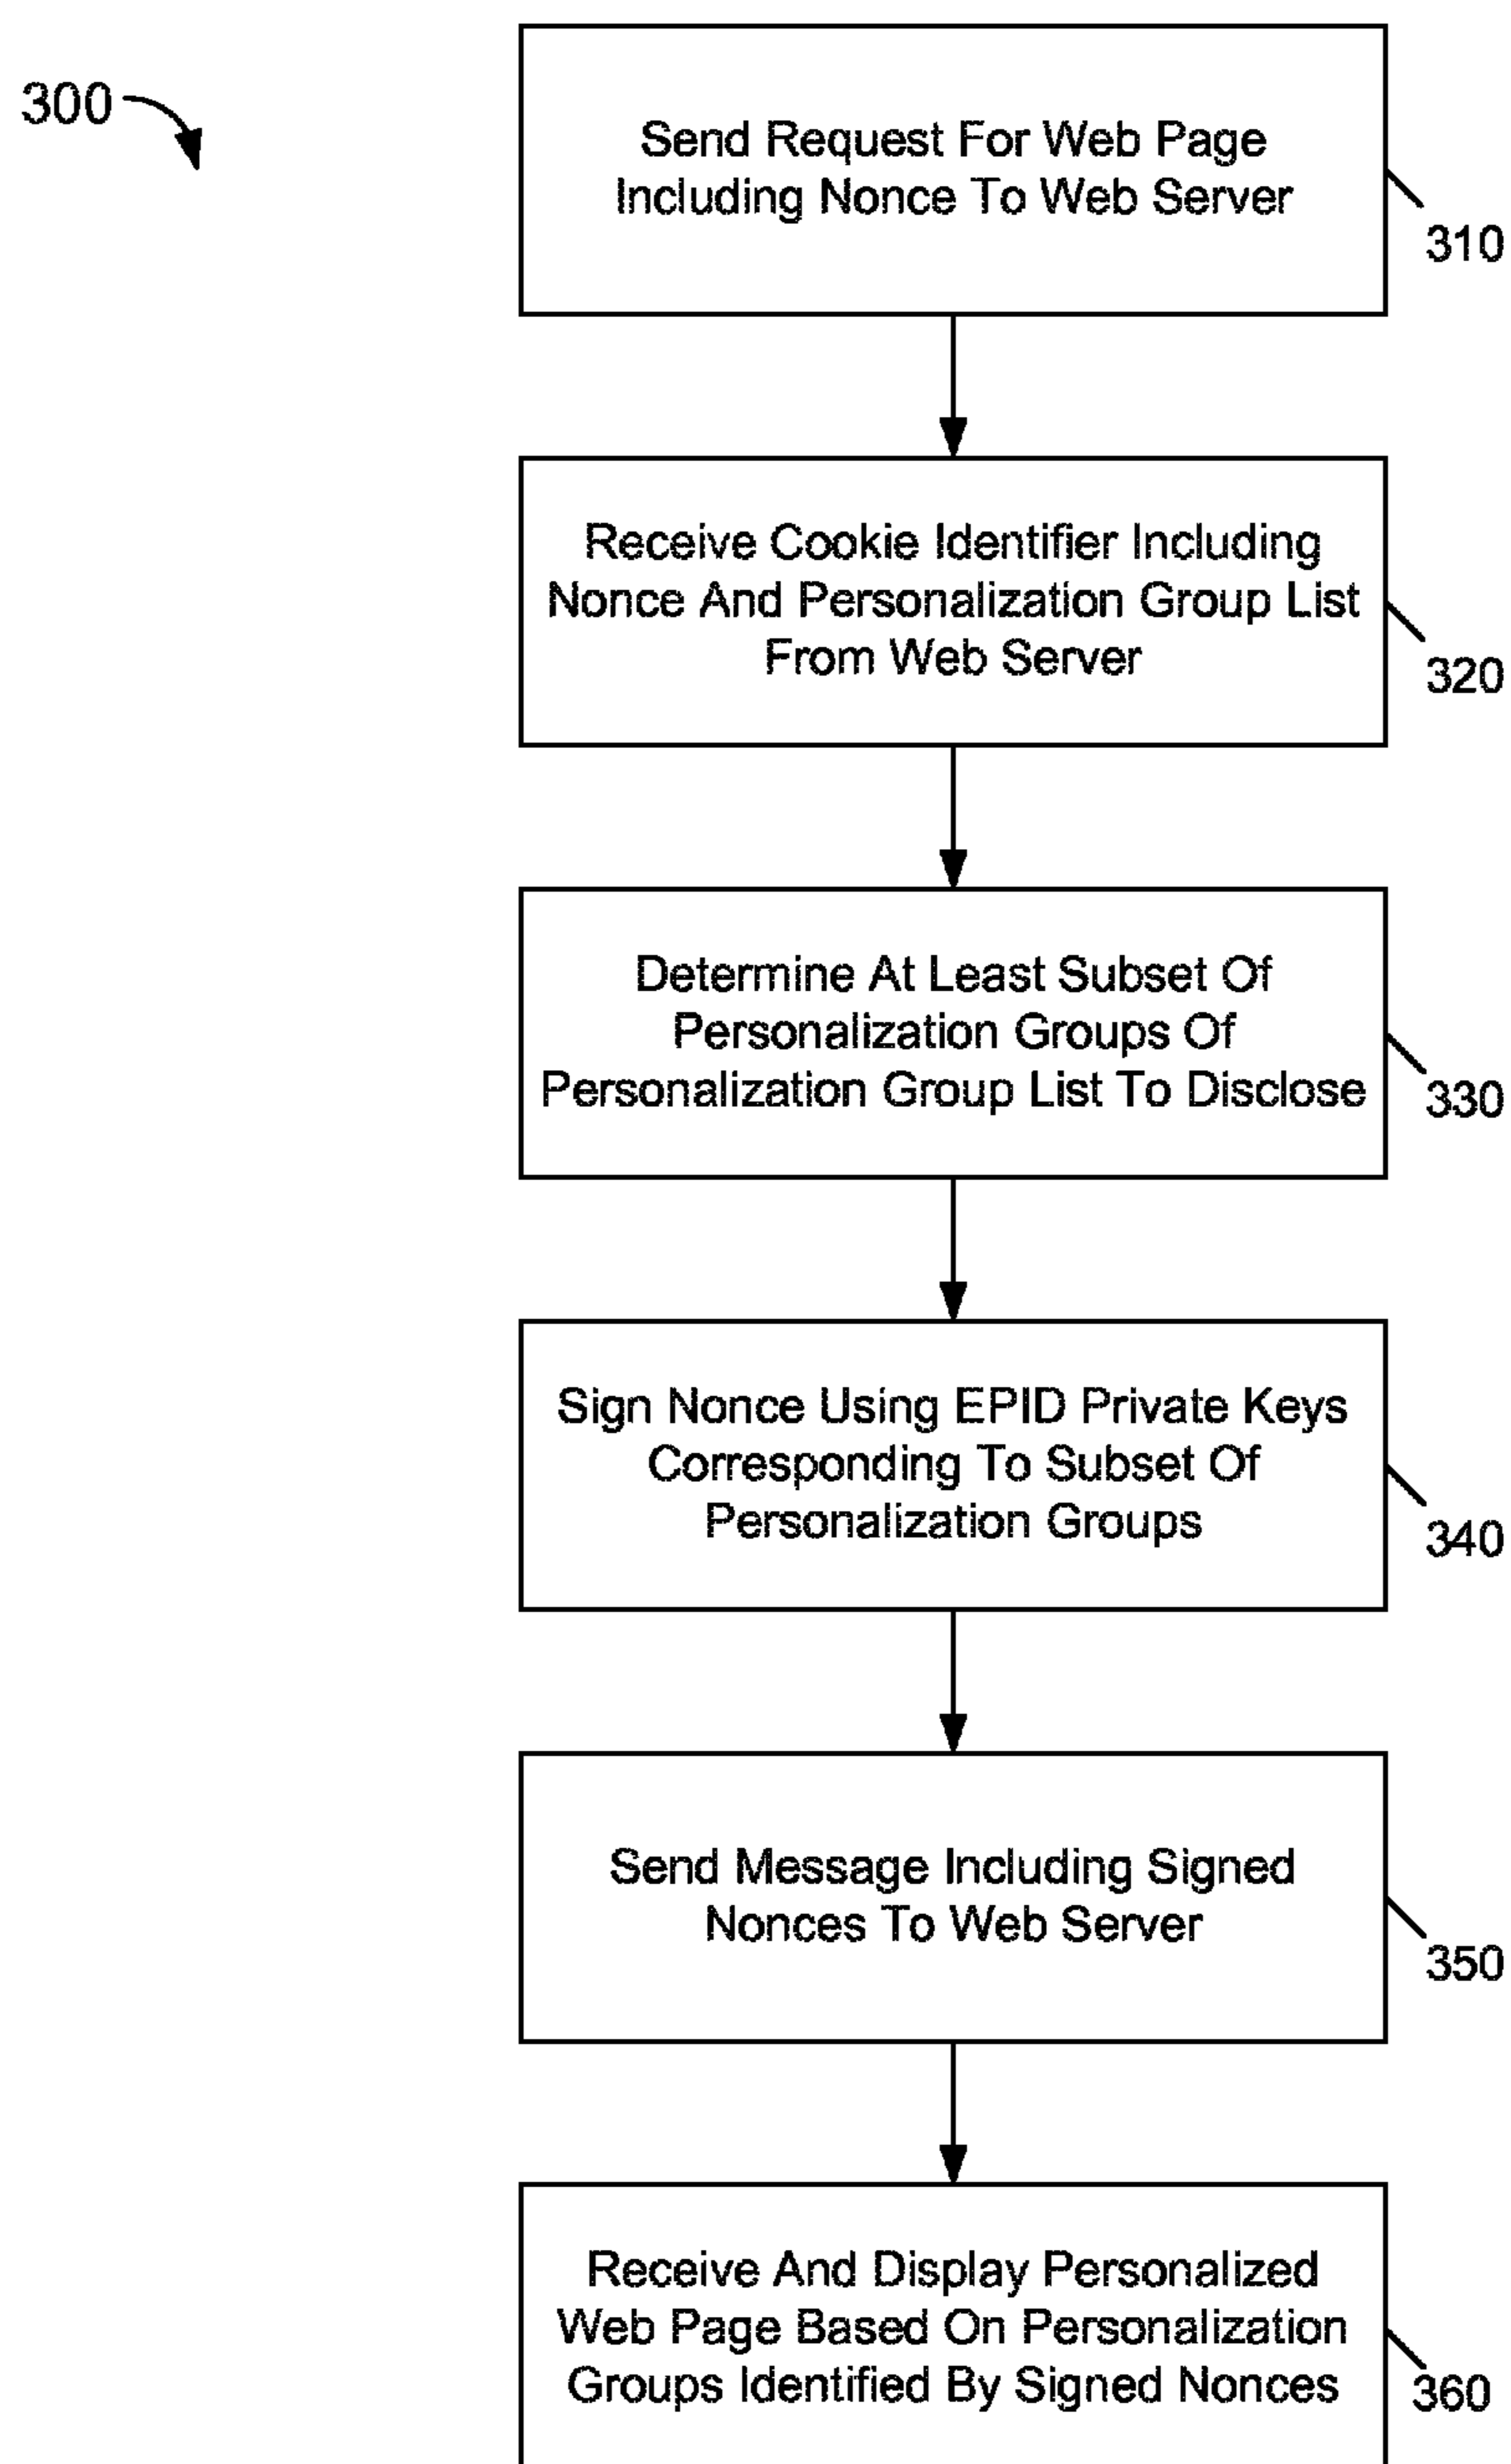 300
Send Request For Web Page
Including Nonce To Web Server
310
Receive Cookie Identifier Including
Nonce And Personalization Group List
From Web Server
320
Determine At Least Subset Of
Personalization Groups Of
Personalization Group List To Disclose
330
Sign Nonce Using EPID Private Keys
Corresponding To Subset Of
Personalization Groups
340
Send Message Including Signed
Nonces To Web Server
350
Receive And Display Personalized
Web Page Based On Personalization
Groups Identified By Signed Nonces
360